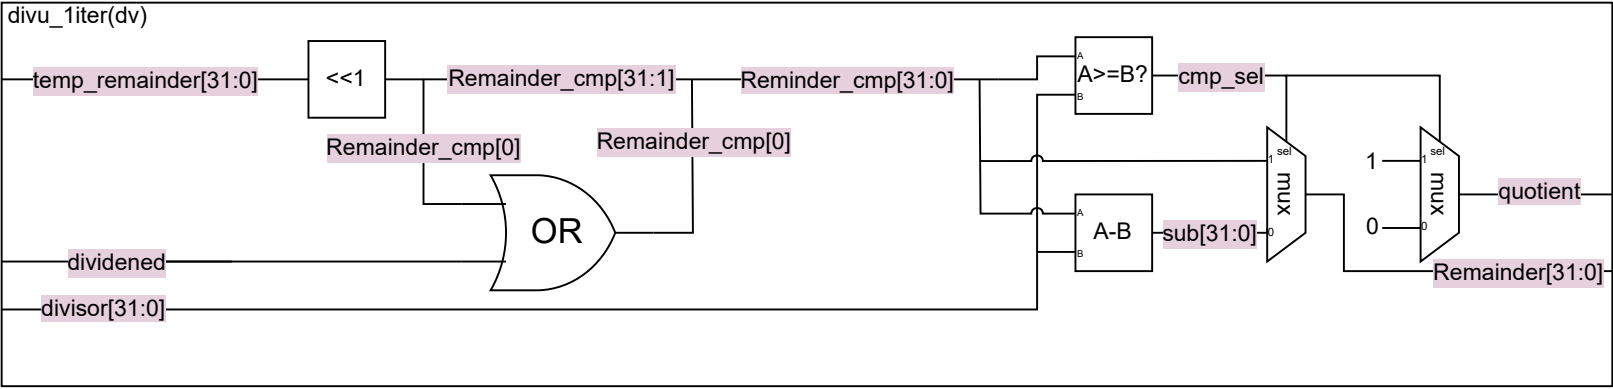 divu_1iter(dv)
temp_remainder[31:0]
<<1
Remainder_cmp[31:1]
Reminder_cmp[31:0]
A
A>=B?
B
cmp_sel
Remainder_cmp[0]
Remainder_cmp[0]
OR
dividened
divisor[31:0]
A
A-B
B
sub[31:0]
sel
1
mux
0
1
0
sel
1
mux
0
quotient
Remainder[31:0]